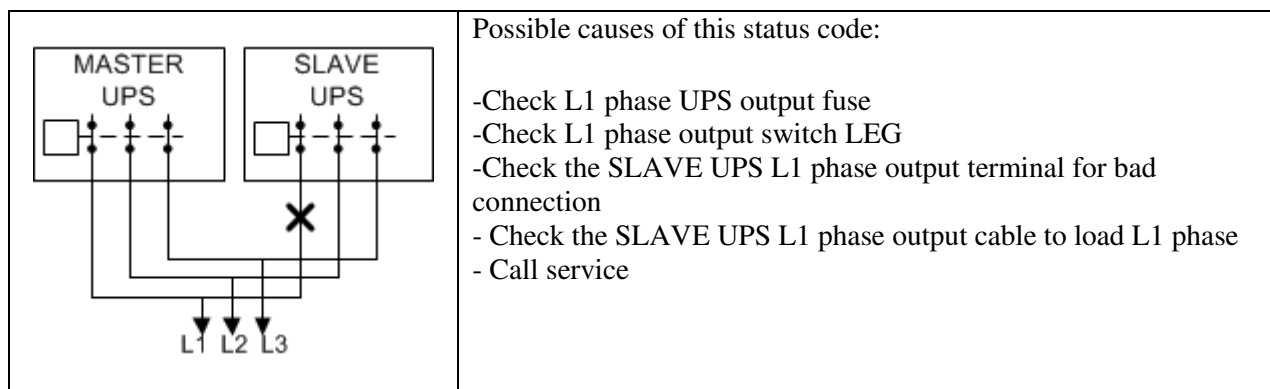 MASTER
UPS
SLAVE
UPS
L1 L2 L3
Possible causes of this status code:
-Check L1 phase UPS output fuse
-Check L1 phase output switch LEG
-Check the SLAVE UPS L1 phase output terminal for bad
connection
- Check the SLAVE UPS L1 phase output cable to load L1 phase
- Call service